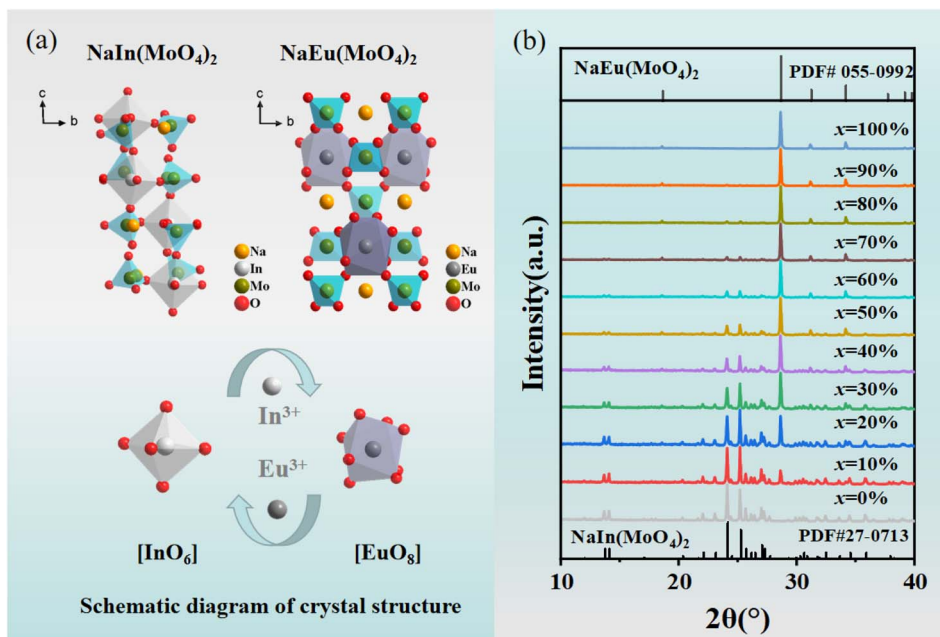 (a)
NaIn(MoO₄)₂
NaEu(MoO₄)₂
c
b
c
b
Na
In
Mo
O
Na
Eu
Mo
O
In³⁺
Eu³⁺
[InO₆]
[EuO₈]
Schematic diagram of crystal structure
(b)
NaEu(MoO₄)₂
PDF# 055-0992
x=100%
x=90%
x=80%
x=70%
x=60%
x=50%
x=40%
x=30%
x=20%
x=10%
x=0%
NaIn(MoO₄)₂
PDF#27-0713
Intensity(a.u.)
10 20 30 40
2θ(°)